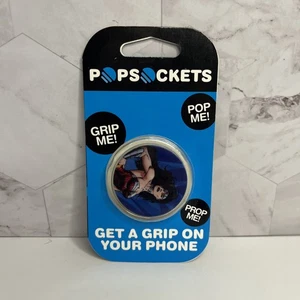 POPSOCKETS
POP
ME!
GRIP
ME!
PROP
ME!
GET A GRIP ON
YOUR PHONE